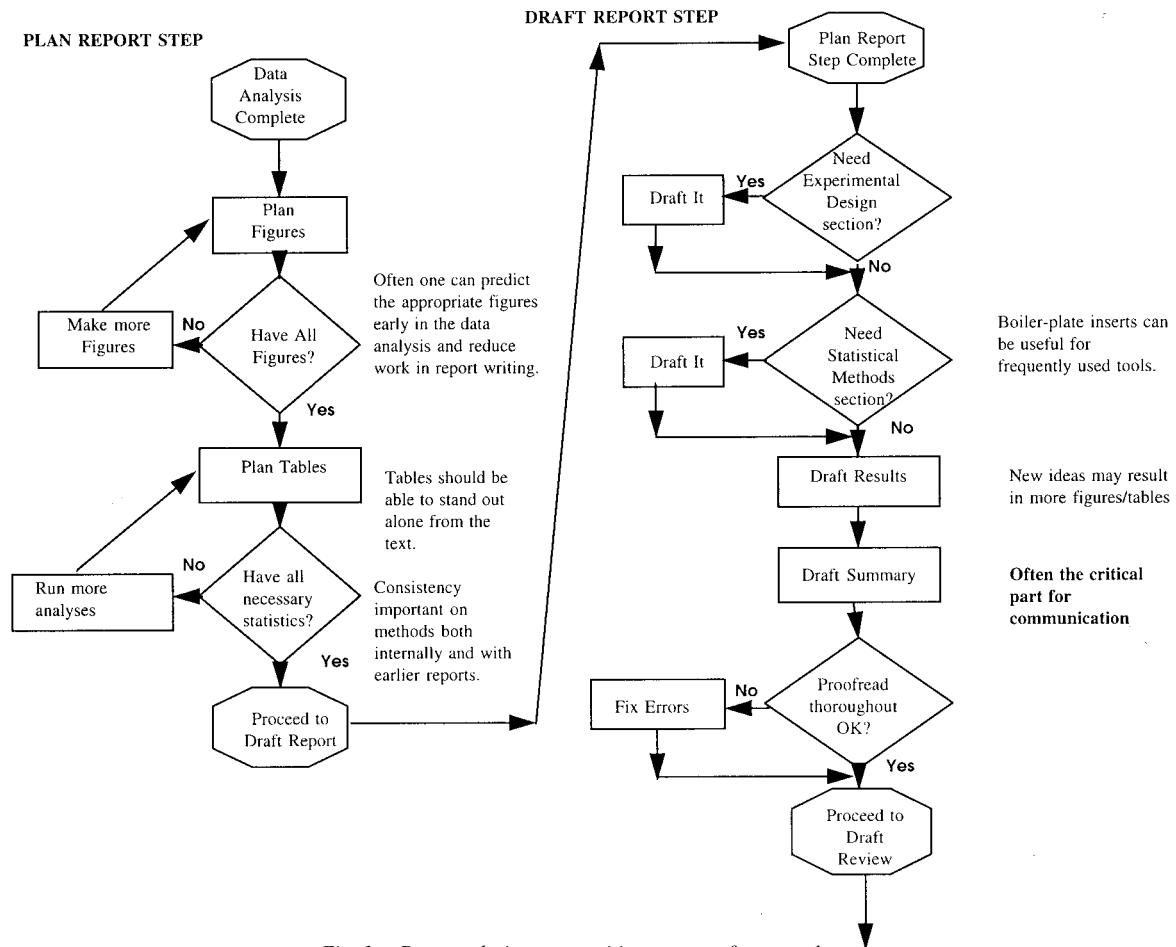 PLAN REPORT STEP
Data
Analysis
Complete
Plan
Figures
Make more
Figures
No
Have All
Figures?
Often one can predict
the appropriate figures
early in the data
analysis and reduce
work in report writing.
Yes
Plan Tables
Tables should be
able to stand out
alone from the
text.
Run more
analyses
No
Have all
necessary
statistics?
Consistency
important on
methods both
internally and with
earlier reports.
Yes
Proceed to
Draft Report
DRAFT REPORT STEP
Plan Report
Step Complete
Need
Experimental
Design
section?
Yes
Draft It
No
Need
Statistical
Methods
section?
Yes
Draft It
Boiler-plate inserts can
be useful for
frequently used tools.
No
Draft Results
New ideas may result
in more figures/tables
Draft Summary
Often the critical
part for
communication
Proofread
thoroughout
OK?
No
Fix Errors
Yes
Proceed to
Draft
Review